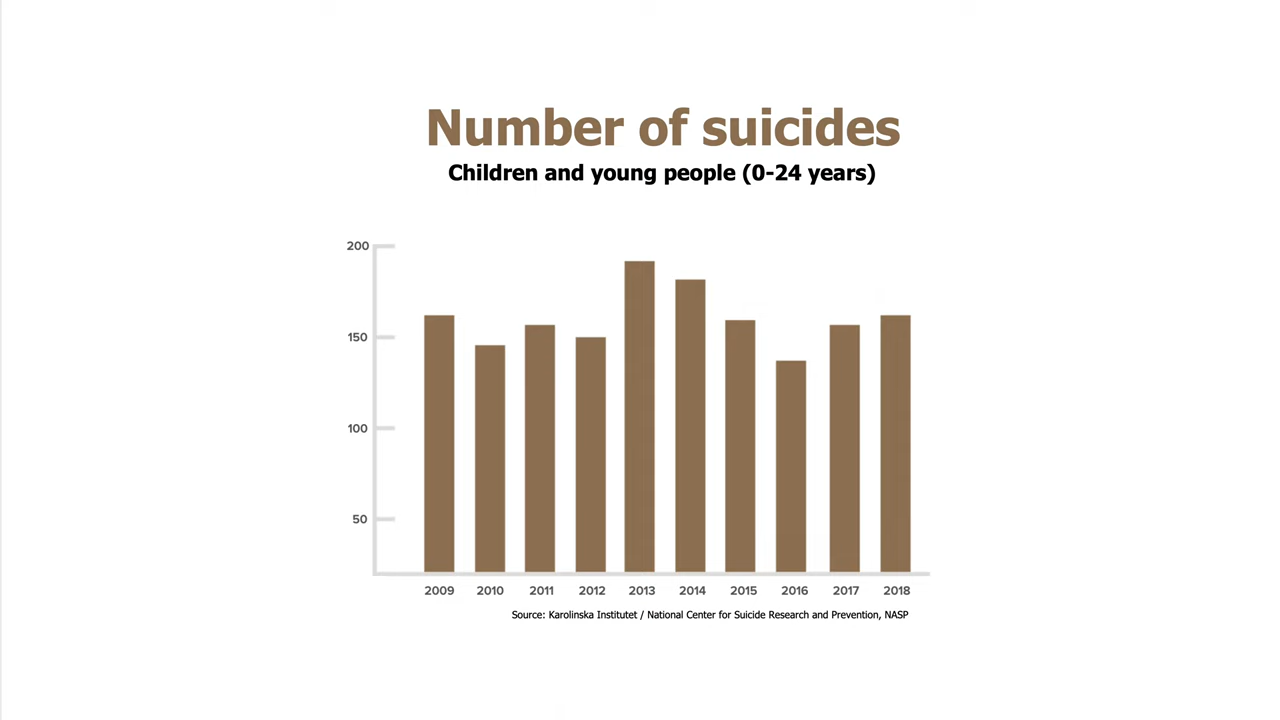 Number of suicides
Children and young people (0-24 years)
200
150
100
50
2009 2010 2011 2012 2013 2014 2015 2016 2017 2018
Source: Karolinska Institutet / National Center for Suicide Research and Prevention, NASP